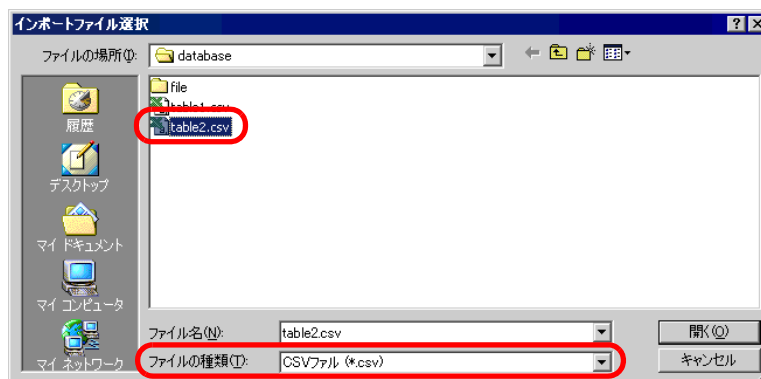 インポートファイル選択
ファイルの場所(I):
database
file
table1.csv
table2.csv
履歴
デスクトップ
マイ ドキュメント
マイ コンピュータ
マイ ネットワーク
ファイル名(N):
table2.csv
開く(O)
ファイルの種類(T):
CSVファイル (*.csv)
キャンセル